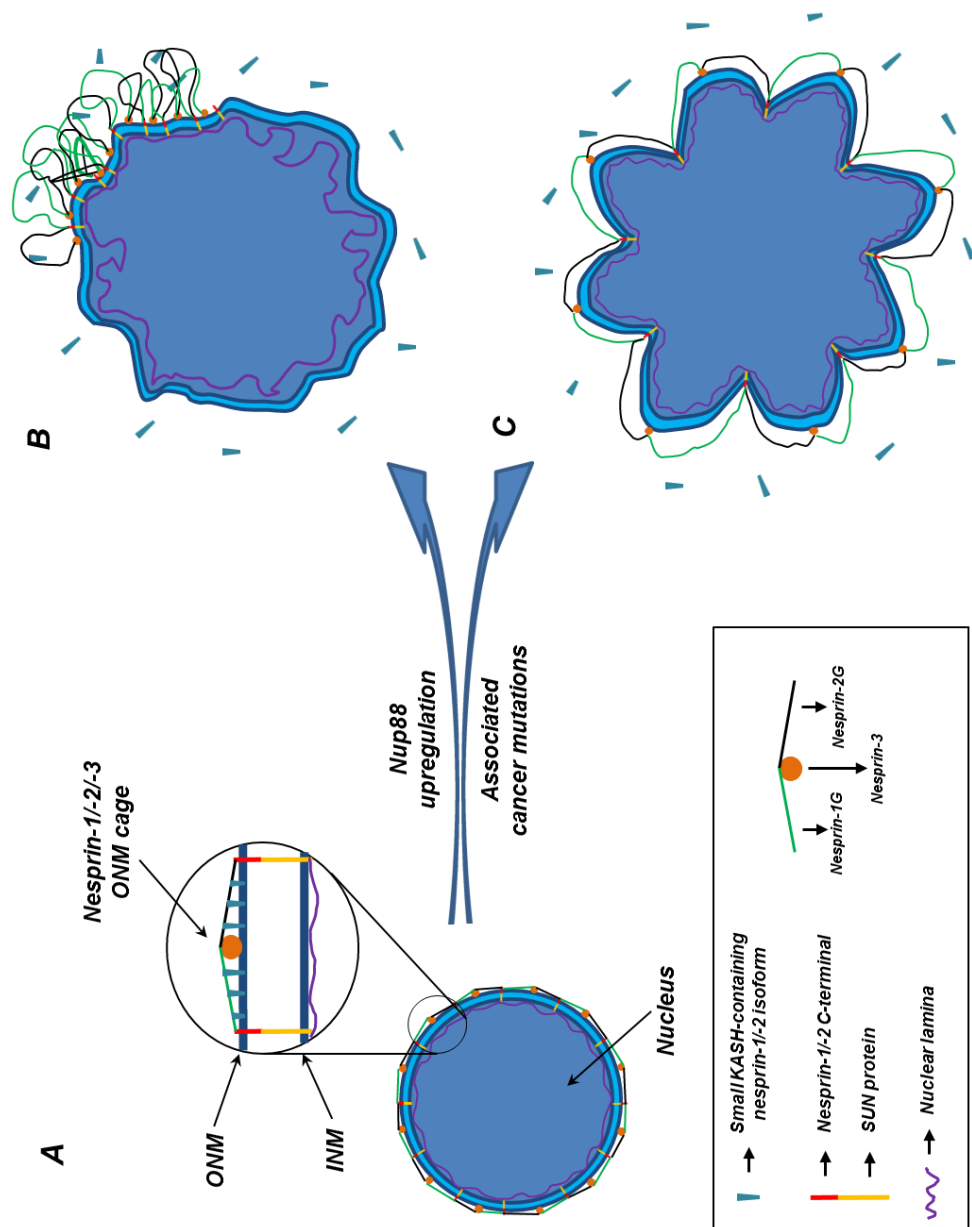 A
Nesprin-1/-2/-3
ONM cage
ONM
INM
Nucleus
Nup88
upregulation
Associated
cancer mutations
B
C
Small KASH-containing
nesprin-1/-2 isoform
Nesprin-1/-2 C-terminal
SUN protein
Nuclear lamina
Nesprin-1G
Nesprin-3
Nesprin-2G